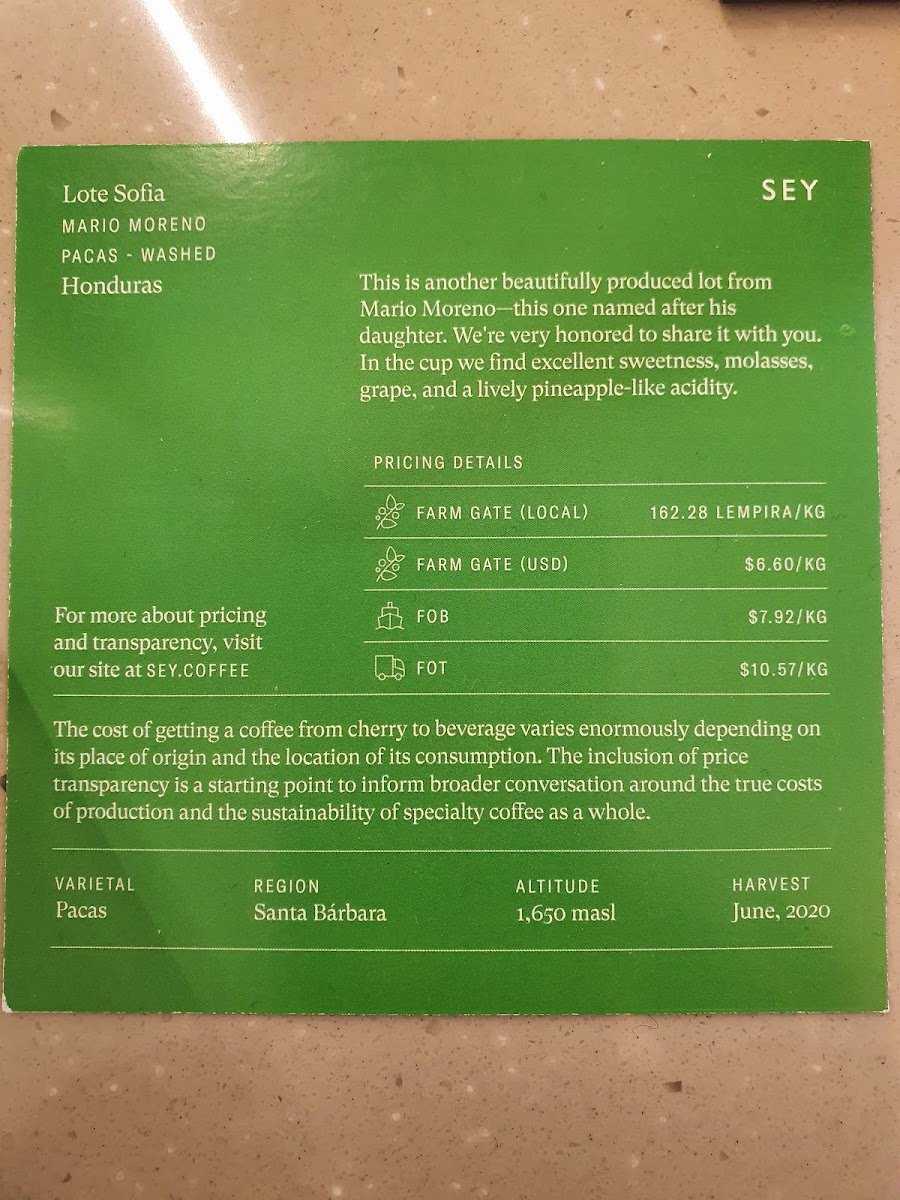 Lote Sofia
MARIO MORENO
PACAS - WASHED
Honduras
SEY
This is another beautifully produced lot from
Mario Moreno—this one named after his
daughter. We're very honored to share it with you.
In the cup we find excellent sweetness, molasses,
grape, and a lively pineapple-like acidity.
PRICING DETAILS
FARM GATE (LOCAL) 162.28 LEMPIRA/KG
FARM GATE (USD) $6.60/KG
FOB $7.92/KG
FOT $10.57/KG
For more about pricing
and transparency, visit
our site at SEY.COFFEE
The cost of getting a coffee from cherry to beverage varies enormously depending on
its place of origin and the location of its consumption. The inclusion of price
transparency is a starting point to inform broader conversation around the true costs
of production and the sustainability of specialty coffee as a whole.
VARIETAL REGION ALTITUDE HARVEST
Pacas Santa Bárbara 1,650 masl June, 2020